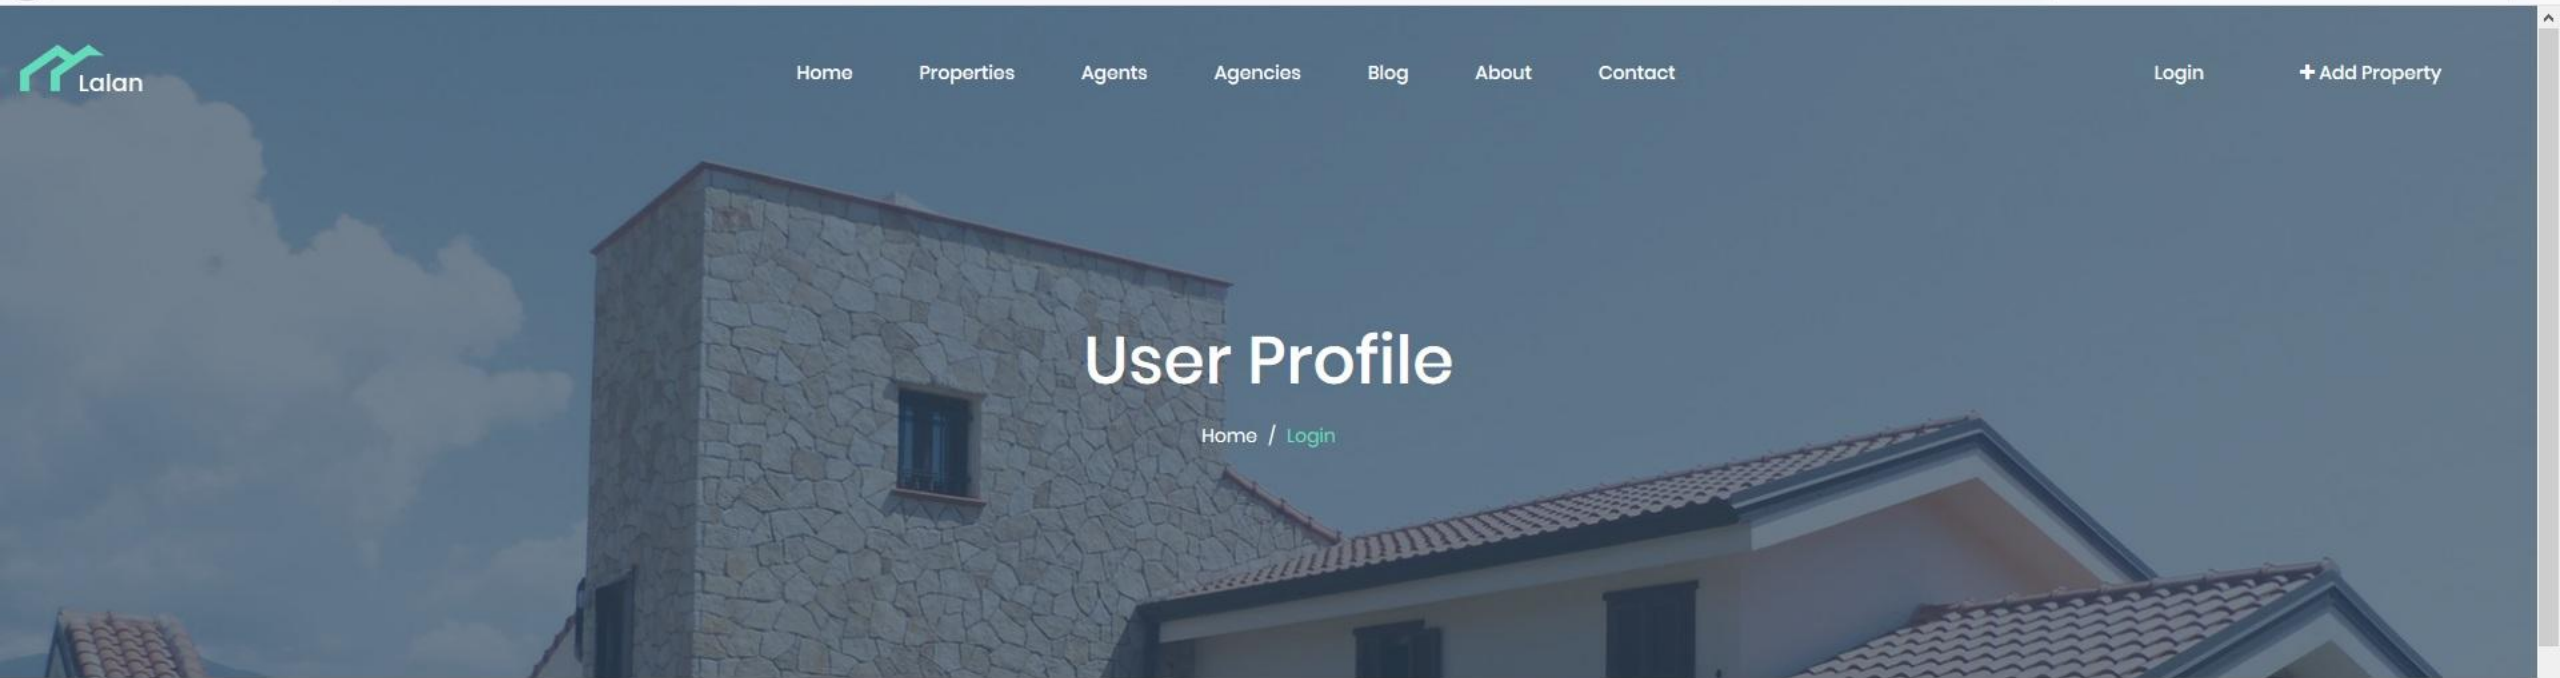 Lalan
Home Properties Agents Agencies Blog About Contact
Login + Add Property
User Profile
Home / Login